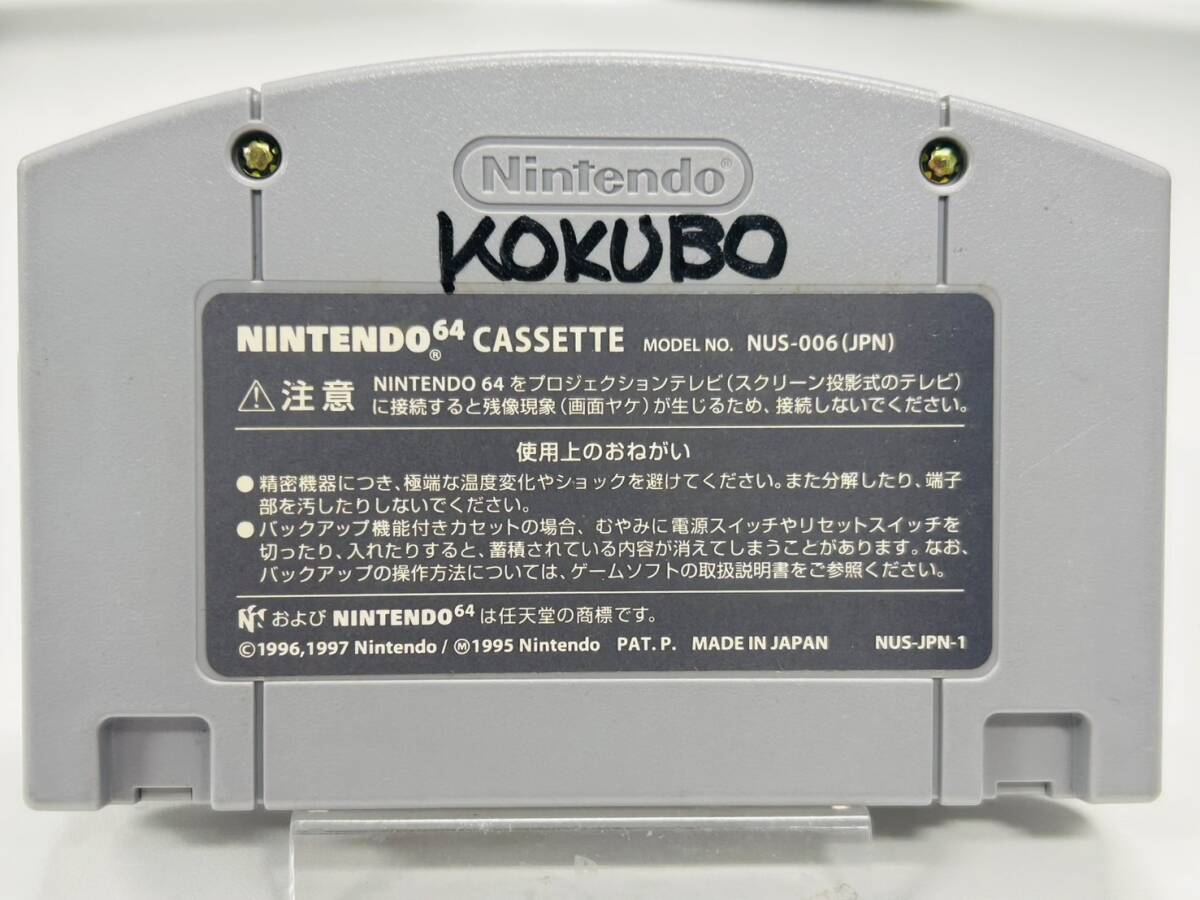 Nintendo®
KOKUBO
NINTENDO®64 CASSETTE MODEL NO. NUS-006(JPN)
⚠注意 NINTENDO 64 をプロジェクションテレビ(スクリーン投影式のテレビ)
に接続すると残像現象(画面ヤケ)が生じるため、接続しないでください。
使用上のおねがい
●精密機器につき、極端な温度変化やショックを避けてください。また分解したり、端子
部を汚したりしないでください。
●バックアップ機能付きカセットの場合、むやみに電源スイッチやリセットスイッチを
切ったり、入れたりすると、蓄積されている内容が消えてしまうことがあります。なお、
バックアップの操作方法については、ゲームソフトの取扱説明書をご参照ください。
および NINTENDO64 は任天堂の商標です。
©1996,1997 Nintendo / Ⓜ1995 Nintendo PAT. P. MADE IN JAPAN NUS-JPN-1